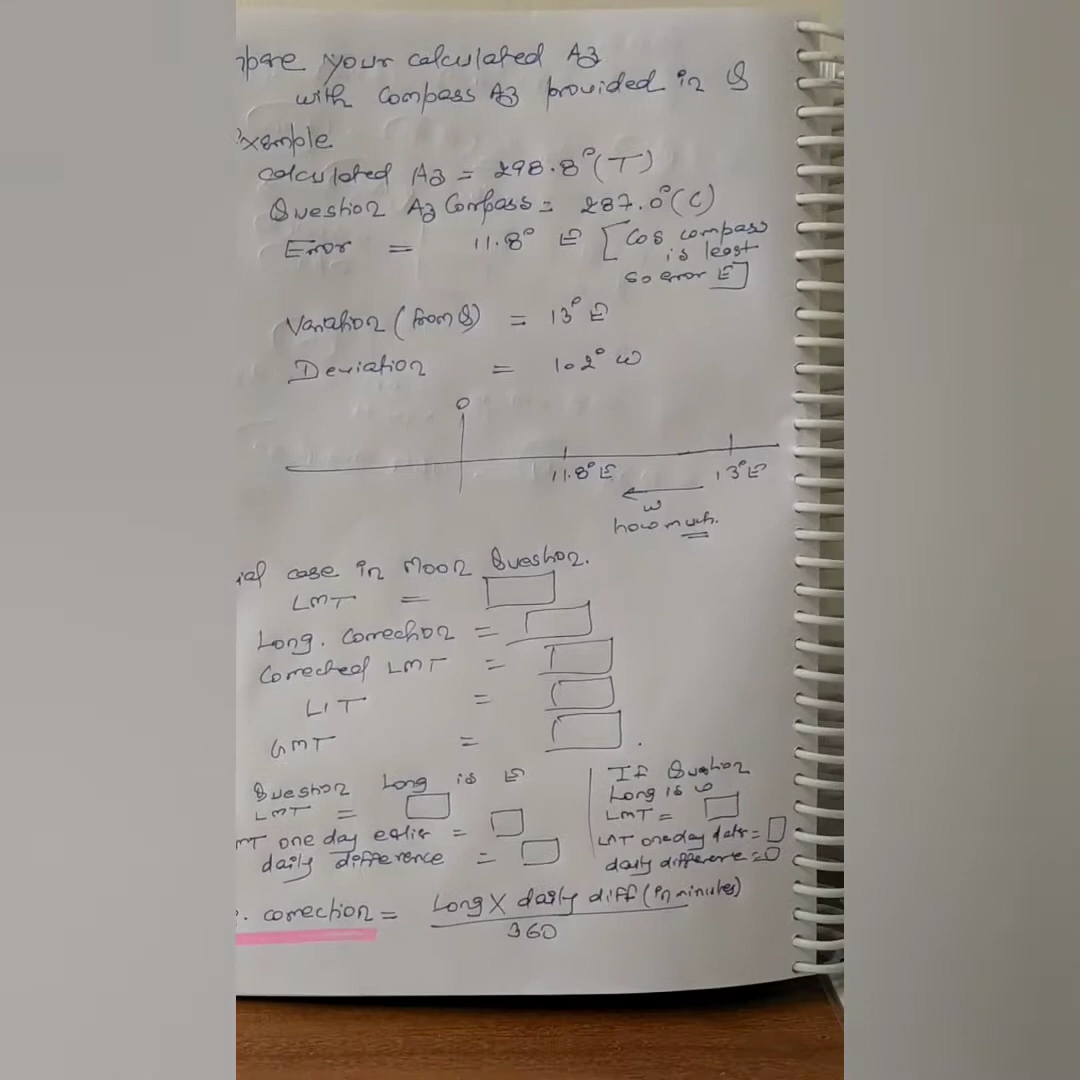 pare your calculated Az
with compass Az provided in Q
xample
calculated Az = 298.8°(T)
Question Az Compass = 287.0°(C)
Error = 11.8° E [Cos compass
is least
so error E]
Variation (from Q) = 13° E
Deviation = 1.2° W
0
11.8° E 13° E
W
how much.
ial case in Moon Question.
LMT =
Long. correction =
Corrected LMT =
LIT =
GMT = .
Question Long is E
LMT =
MT one day earlier =
daily difference =
If Question
Long is W
LMT =
LMT one day later =
daily difference =
. correction = Long X daily diff (in minutes)
360